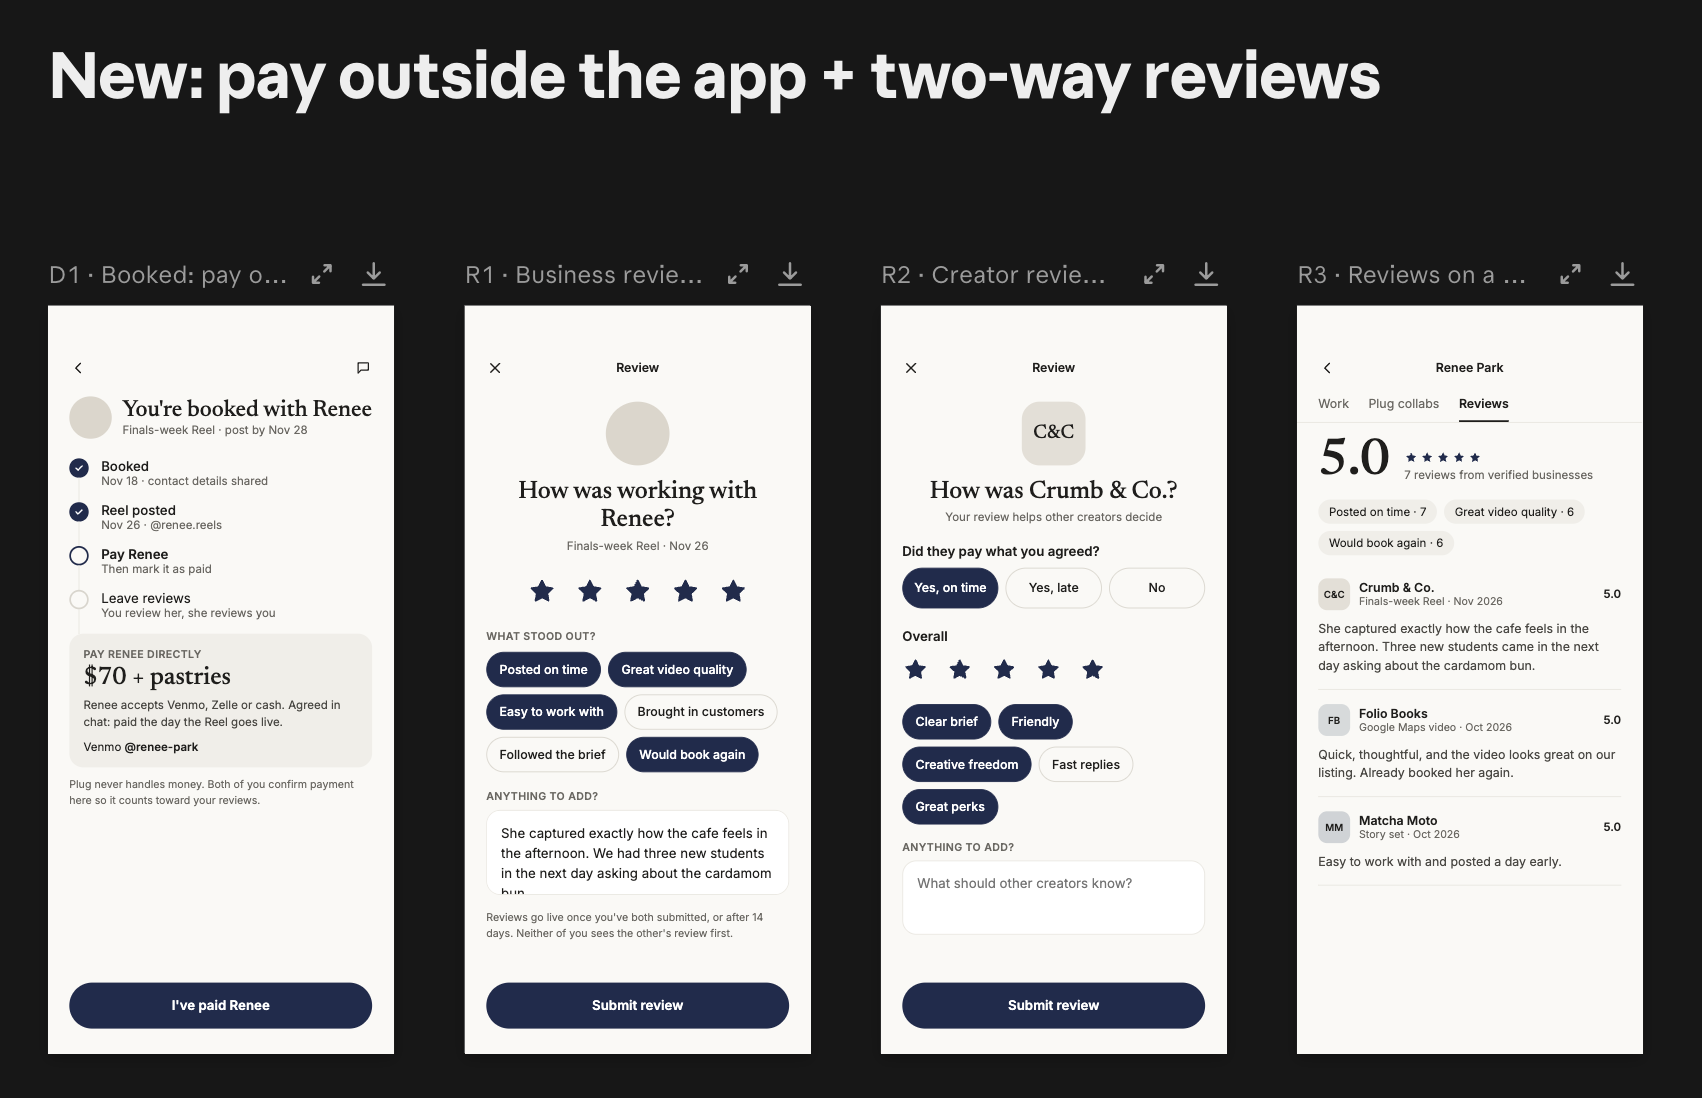 New: pay outside the app + two-way reviews
D1 · Booked: pay o...
You're booked with Renee
Finals-week Reel · post by Nov 28
Booked
Nov 18 · contact details shared
Reel posted
Nov 26 · @renee.reels
Pay Renee
Then mark it as paid
Leave reviews
You review her, she reviews you
PAY RENEE DIRECTLY
$70 + pastries
Renee accepts Venmo, Zelle or cash. Agreed in
chat: paid the day the Reel goes live.
Venmo @renee-park
Plug never handles money. Both of you confirm payment
here so it counts toward your reviews.
I've paid Renee
R1 · Business revie...
Review
How was working with
Renee?
Finals-week Reel · Nov 26
WHAT STOOD OUT?
Posted on time
Great video quality
Easy to work with
Brought in customers
Followed the brief
Would book again
ANYTHING TO ADD?
She captured exactly how the cafe feels in
the afternoon. We had three new students
in the next day asking about the cardamom
bun.
Reviews go live once you've both submitted, or after 14
days. Neither of you sees the other's review first.
Submit review
R2 · Creator revie...
Review
C&C
How was Crumb & Co.?
Your review helps other creators decide
Did they pay what you agreed?
Yes, on time
Yes, late
No
Overall
Clear brief
Friendly
Creative freedom
Fast replies
Great perks
ANYTHING TO ADD?
What should other creators know?
Submit review
R3 · Reviews on a ...
Renee Park
Work
Plug collabs
Reviews
5.0
7 reviews from verified businesses
Posted on time · 7
Great video quality · 6
Would book again · 6
C&C
Crumb & Co.
Finals-week Reel · Nov 2026
5.0
She captured exactly how the cafe feels in the
afternoon. Three new students came in the next
day asking about the cardamom bun.
FB
Folio Books
Google Maps video · Oct 2026
5.0
Quick, thoughtful, and the video looks great on our
listing. Already booked her again.
MM
Matcha Moto
Story set · Oct 2026
5.0
Easy to work with and posted a day early.